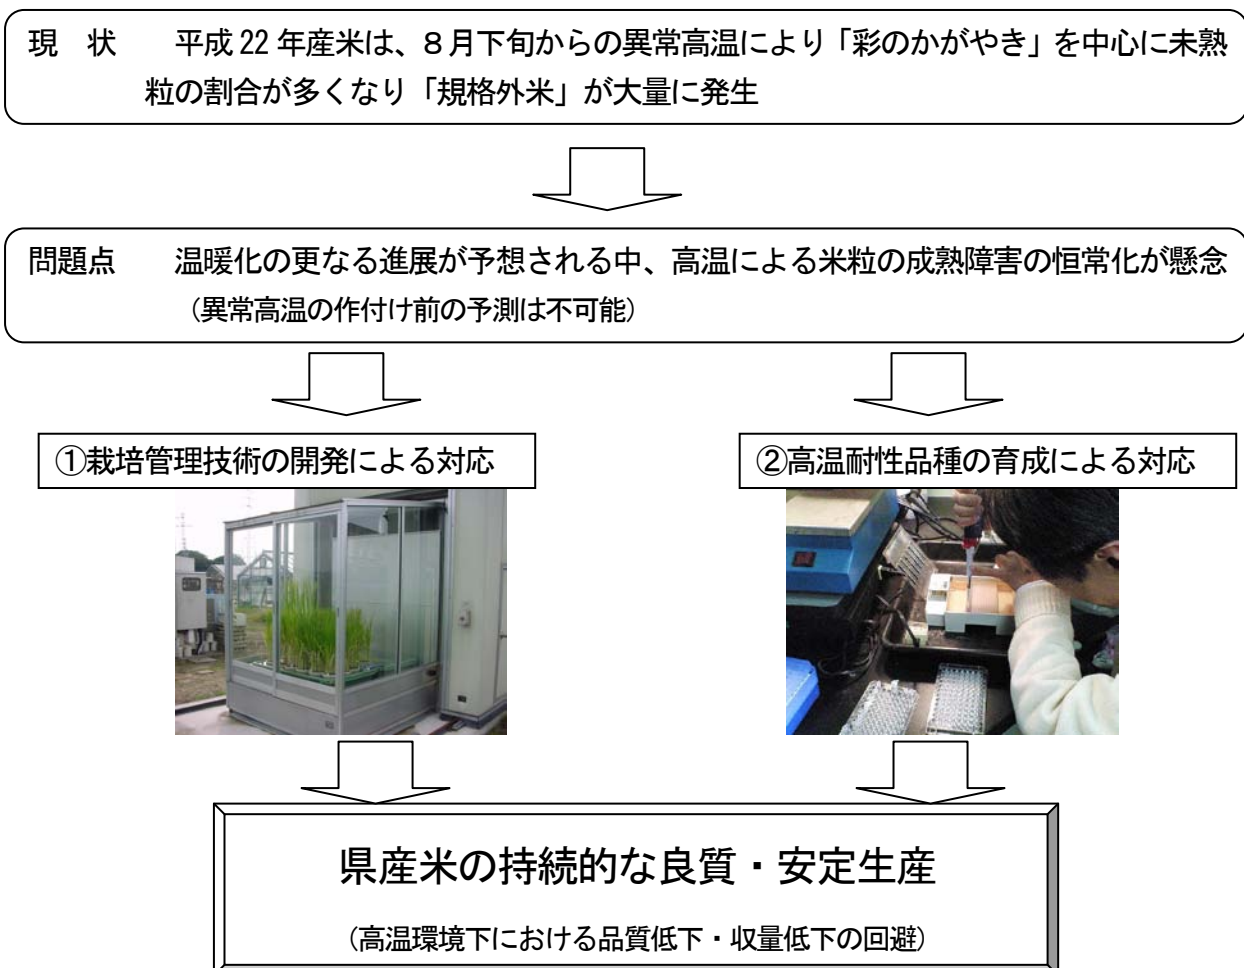 現　状　　平成 22 年産米は、８月下旬からの異常高温により「彩のかがやき」を中心に未熟
粒の割合が多くなり「規格外米」が大量に発生
問題点　　温暖化の更なる進展が予想される中、高温による米粒の成熟障害の恒常化が懸念
（異常高温の作付け前の予測は不可能）
①栽培管理技術の開発による対応
②高温耐性品種の育成による対応
県産米の持続的な良質・安定生産
（高温環境下における品質低下・収量低下の回避）